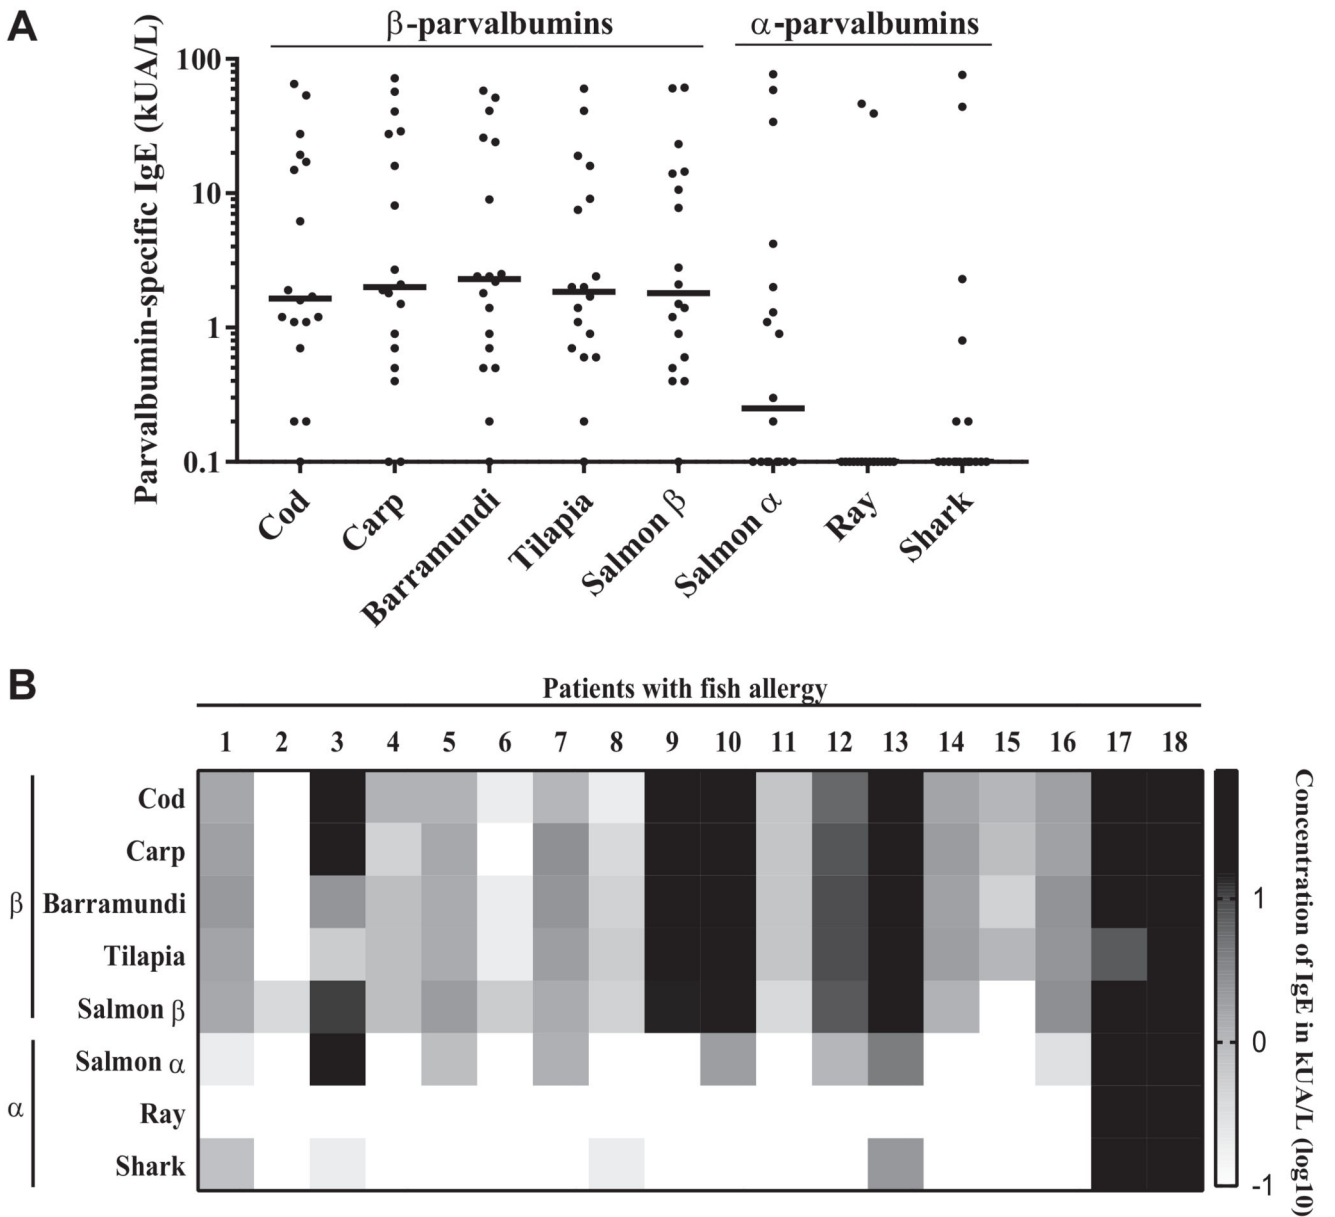 A
β-parvalbumins
α-parvalbumins
Parvalbumin-specific IgE (kUA/L)
100
10
1
0.1
Cod
Carp
Barramundi
Tilapia
Salmon β
Salmon α
Ray
Shark
B
Patients with fish allergy
1 2 3 4 5 6 7 8 9 10 11 12 13 14 15 16 17 18
β
Cod
Carp
Barramundi
Tilapia
Salmon β
α
Salmon α
Ray
Shark
1
0
-1
Concentration of IgE in kUA/L (log10)